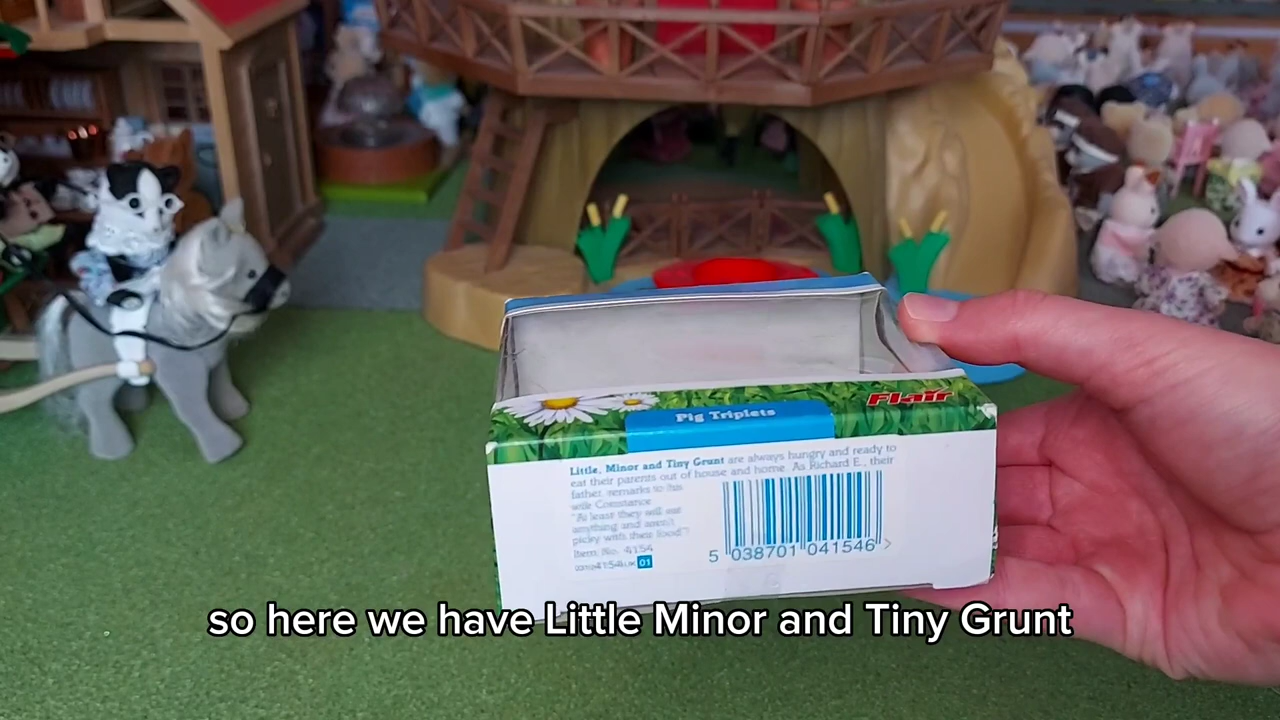 Pig Triplets
Flair
Little, Minor and Tiny Grunt are always hungry and ready to
eat their parents out of house and home. As Richard E., their
father, remarks to his
wife Constance
"At least they will eat
anything and aren't
picky with their food"!
Item No. 4154
01
5 038701 041546 >
so here we have Little Minor and Tiny Grunt